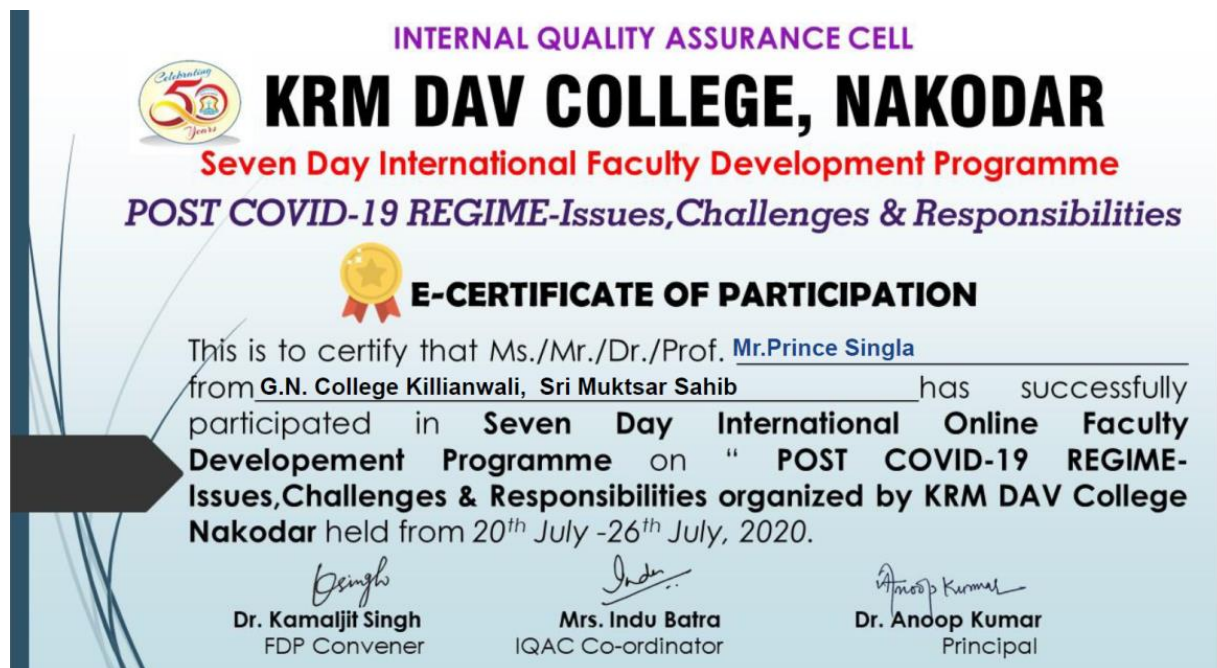 INTERNAL QUALITY ASSURANCE CELL
Celebrating
50
Years
KRM DAV COLLEGE, NAKODAR
Seven Day International Faculty Development Programme
POST COVID-19 REGIME-Issues,Challenges & Responsibilities
E-CERTIFICATE OF PARTICIPATION
This is to certify that Ms./Mr./Dr./Prof. Mr.Prince Singla
from G.N. College Killianwali, Sri Muktsar Sahib has successfully
participated in Seven Day International Online Faculty
Developement Programme on “ POST COVID-19 REGIME-
Issues,Challenges & Responsibilities organized by KRM DAV College
Nakodar held from 20th July -26th July, 2020.
Ksingh Indu Anoop Kumar
Dr. Kamaljit Singh Mrs. Indu Batra Dr. Anoop Kumar
FDP Convener IQAC Co-ordinator Principal